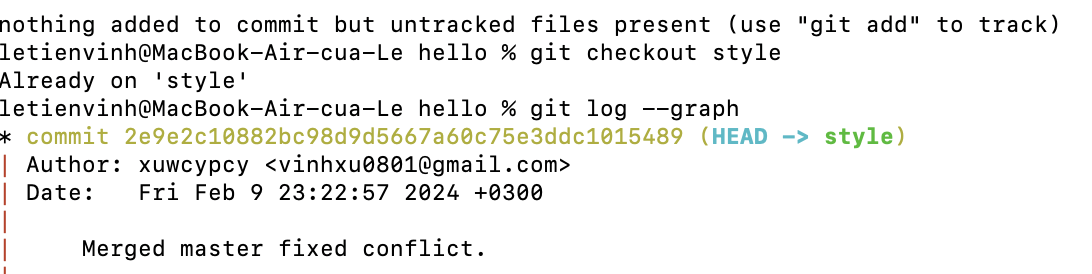 nothing added to commit but untracked files present (use "git add" to track)
letienvinh@MacBook-Air-cua-Le hello % git checkout style
Already on 'style'
letienvinh@MacBook-Air-cua-Le hello % git log --graph
* commit 2e9e2c10882bc98d9d5667a60c75e3ddc1015489 (HEAD -> style)
| Author: xuwcypcy <vinhxu0801@gmail.com>
| Date:   Fri Feb 9 23:22:57 2024 +0300
|
|     Merged master fixed conflict.
|